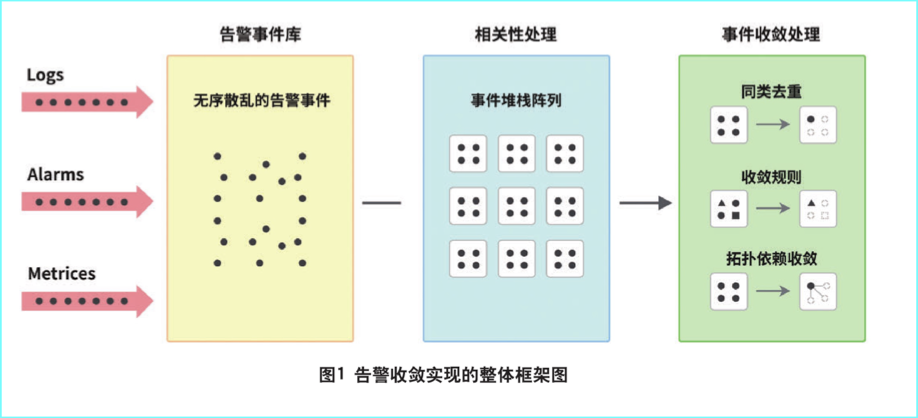 告警事件库
相关性处理
事件收敛处理
Logs
Alarms
Metrices
无序散乱的告警事件
事件堆栈阵列
同类去重
收敛规则
拓扑依赖收敛
图1 告警收敛实现的整体框架图